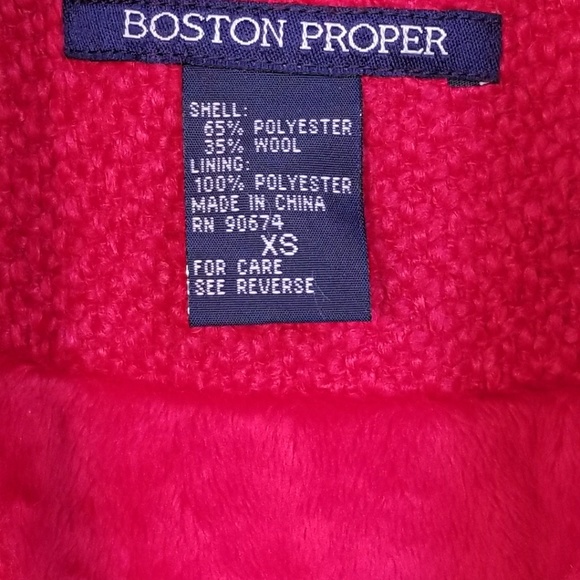 BOSTON PROPER
SHELL:
65% POLYESTER
35% WOOL
LINING:
100% POLYESTER
MADE IN CHINA
RN 90674
XS
FOR CARE
SEE REVERSE